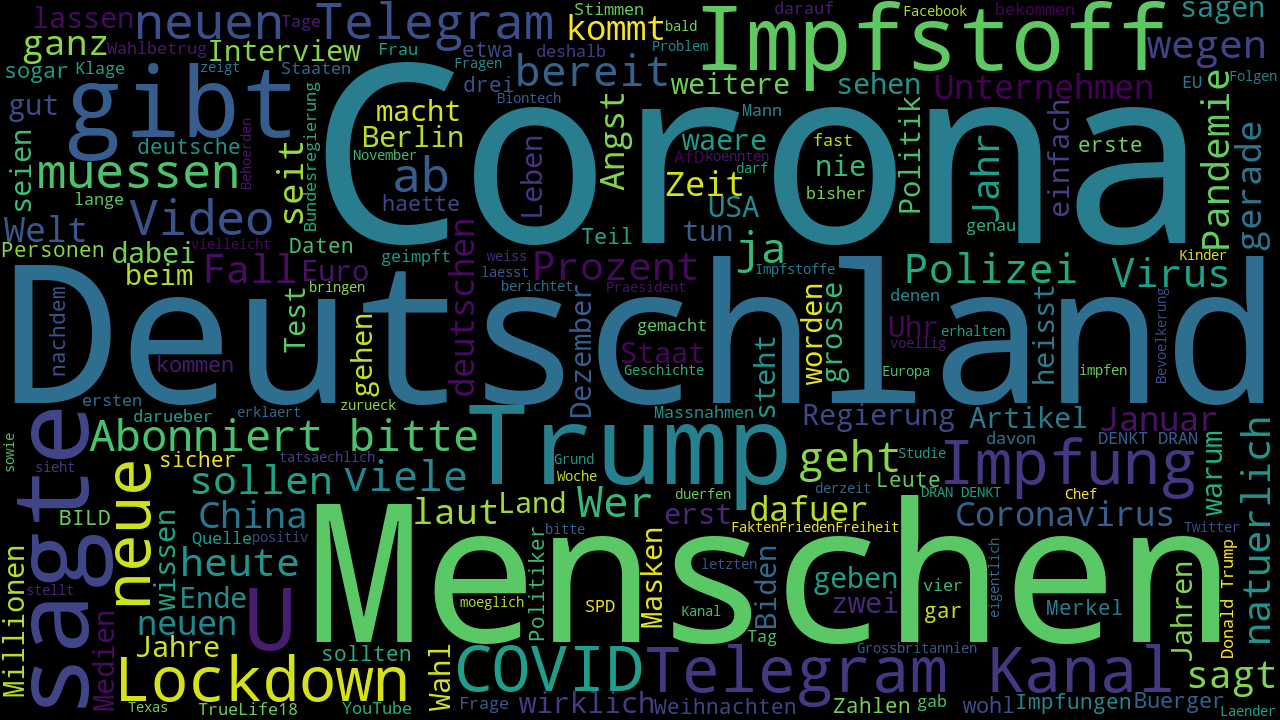 lassen
neuen
Tage
Telegram
Stimmen
bald
kommt
Impfstoff
darauf
Facebook
bekommen
sagen
ganz
Wahlbetrug
Interview
Frau
etwa
deshalb
Problem
wegen
sogar
Klage
zeigt
Staaten
Fragen
drei
bereit
weitere
sehen
Unternehmen
EU
Folgen
gut
gibt
Corona
macht
Biontech
Mann
Pandemie
deutsche
Behoerden
Bundesregierung
Berlin
Leben
Angst
waere
fast
Politik
Jahr
einfach
erste
gerade
seien
muessen
seit
November
ab
AfD
koennten
darf
nie
lange
haette
Zeit
bisher
Welt
Video
USA
tun
genau
Personen
dabei
vielleicht
Daten
geimpft
deutschen
weiss
Teil
ja
Kinder
beim
Fall
Euro
bringen
laesst
berichtet
Prozent
Praesident
Impfstoffe
Polizei
Virus
Deutschland
nachdem
Test
gehen
Dezember
gemacht
steht
worden
grosse
denen
Uhr
erhalten
voellig
heisst
Bevoelkerung
kommen
Staat
Geschichte
Europa
impfen
ersten
darueber
erklaert
zurueck
Trump
Massnahmen
Regierung
Artikel
Januar
sowie
sagte
Abonniert bitte
sieht
neue
sicher
tatsaechlich
Grund
Woche
geht
Studie
davon
DENKT DRAN
Impfung
warum
natuerlich
sollen
viele
Leute
duerfen
derzeit
DRAN DENKT
Chef
BILD
wissen
China
laut
Land
Wer
erst
dafuer
Coronavirus
Twitter
Quelle
positiv
bitte
FaktenFriedenFreiheit
Millionen
heute
U
Menschen
Politiker
letzten
Masken
Biden
geben
vier
eigentlich
Jahren
Donald Trump
stellt
Ende
moeglich
SPD
Kanal
zwei
gar
Merkel
neuen
Tag
Medien
Jahre
sollten
Wahl
COVID
Telegram Kanal
Grossbritannien
sagt
Lockdown
Texas
TrueLife18
YouTube
Frage
wirklich
Weihnachten
Zahlen
gab
wohl
Impfungen
Buerger
Laender